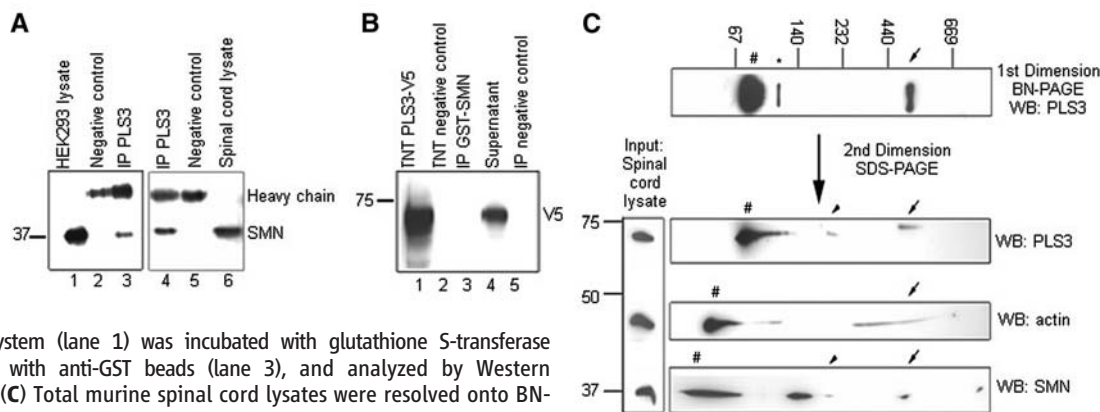 A
HEK293 lysate
Negative control
IP PLS3
IP PLS3
Negative control
Spinal cord lysate
Heavy chain
37
SMN
1 2 3 4 5 6
B
TNT PLS3-V5
TNT negative control
IP GST-SMN
Supernatant
IP negative control
75
V5
1 2 3 4 5
C
67 140 232 440 669
# *
1st Dimension
BN-PAGE
WB: PLS3
2nd Dimension
SDS-PAGE
Input:
Spinal
cord
lysate
75
#
WB: PLS3
50
#
WB: actin
#
37
WB: SMN
ystem (lane 1) was incubated with glutathione S-transferase
with anti-GST beads (lane 3), and analyzed by Western
(C) Total murine spinal cord lysates were resolved onto BN-